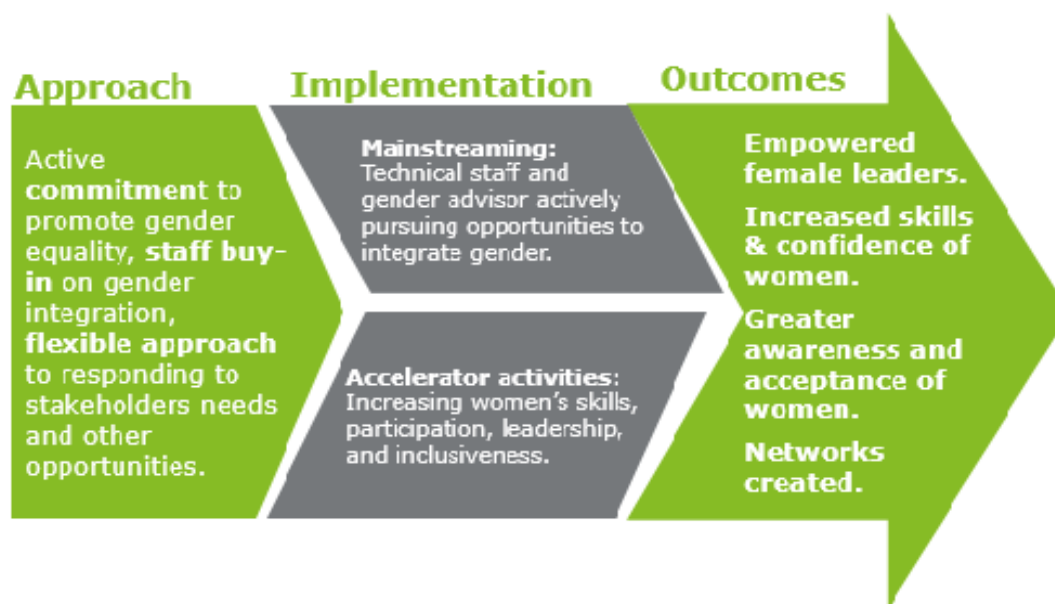 Approach
Active
commitment to
promote gender
equality, staff buy-
in on gender
integration,
flexible approach
to responding to
stakeholders needs
and other
opportunities.
Implementation
Mainstreaming:
Technical staff and
gender advisor actively
pursuing opportunities to
integrate gender.
Accelerator activities:
Increasing women's skills,
participation, leadership,
and inclusiveness.
Outcomes
Empowered
female leaders.
Increased skills
& confidence of
women.
Greater
awareness and
acceptance of
women.
Networks
created.